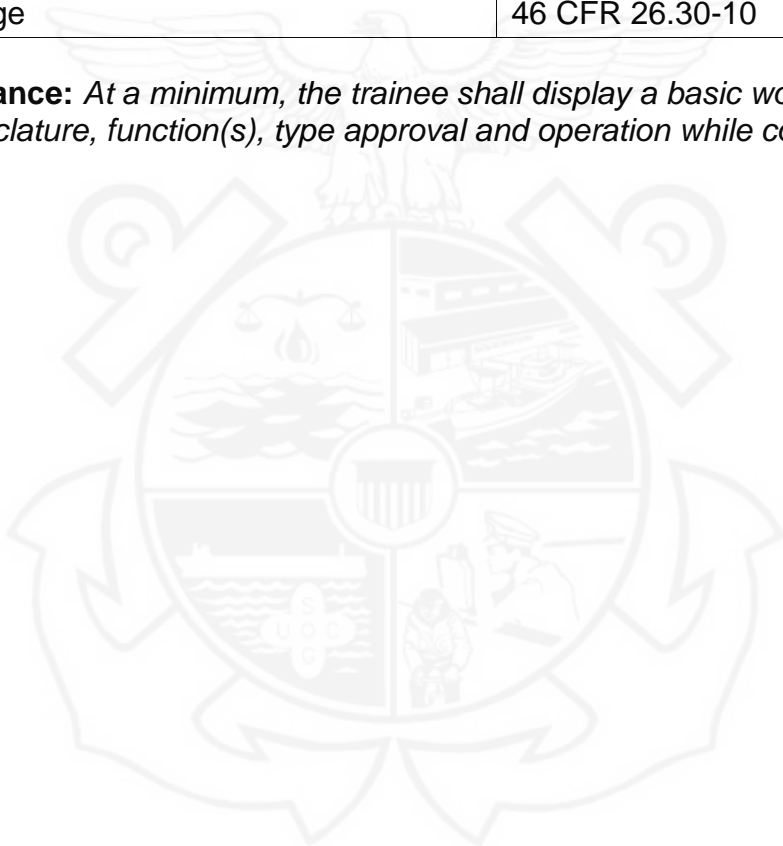 ge 46 CFR 26.30-10
ance: At a minimum, the trainee shall display a basic wo
clature, function(s), type approval and operation while co
S
U O C
G